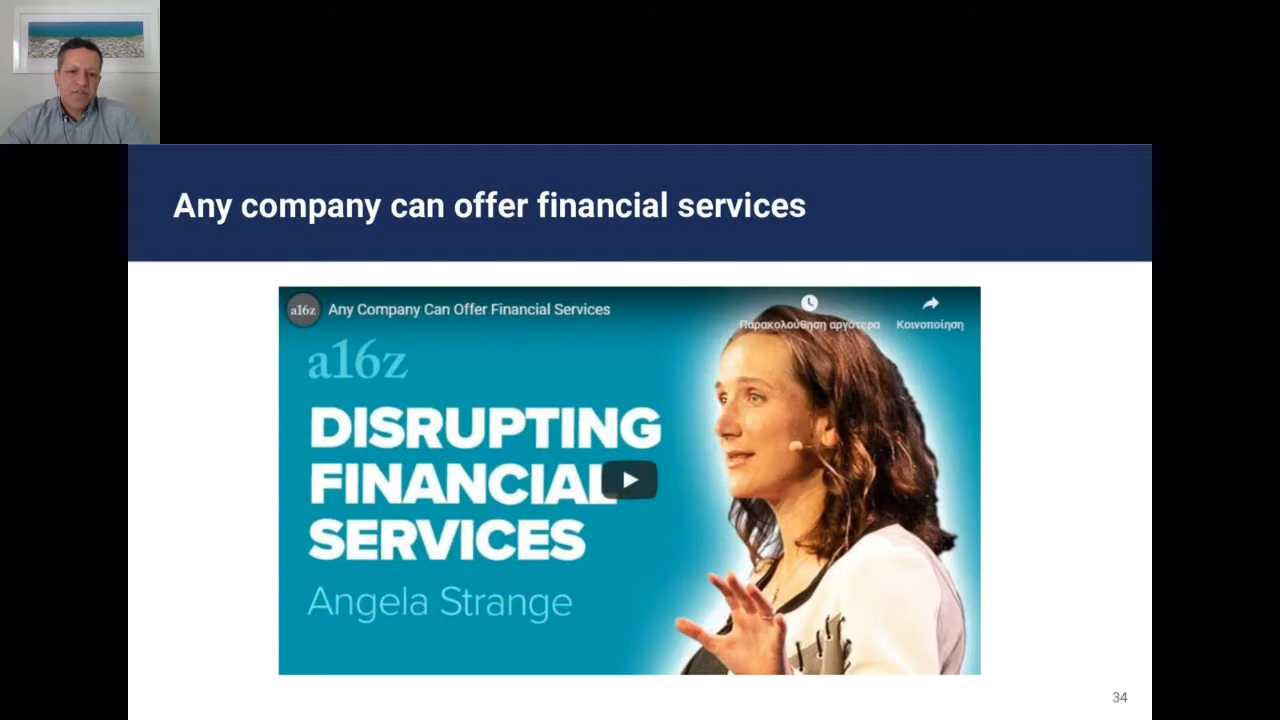 Any company can offer financial services
a16z
Any Company Can Offer Financial Services
Παρακολούθηση αργότερα
Κοινοποίηση
a16z
DISRUPTING
FINANCIAL
SERVICES
Angela Strange
34